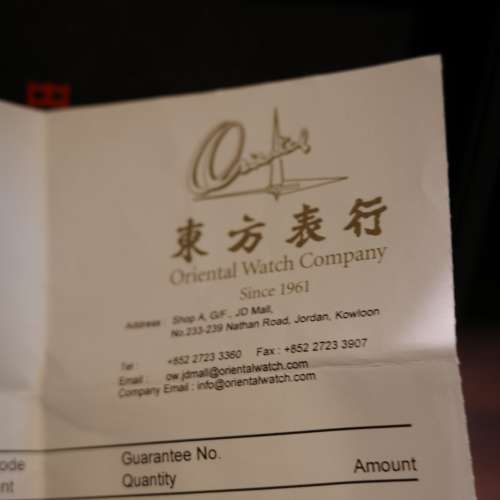 Oriental
東方表行
Oriental Watch Company
Since 1961
Address : Shop A, G/F., JD Mall,
No.233-239 Nathan Road, Jordan, Kowloon
Tel : +852 2723 3360 Fax : +852 2723 3907
Email : ow.jdmall@orientalwatch.com
Company Email : info@orientalwatch.com
Guarantee No.
Quantity
Amount